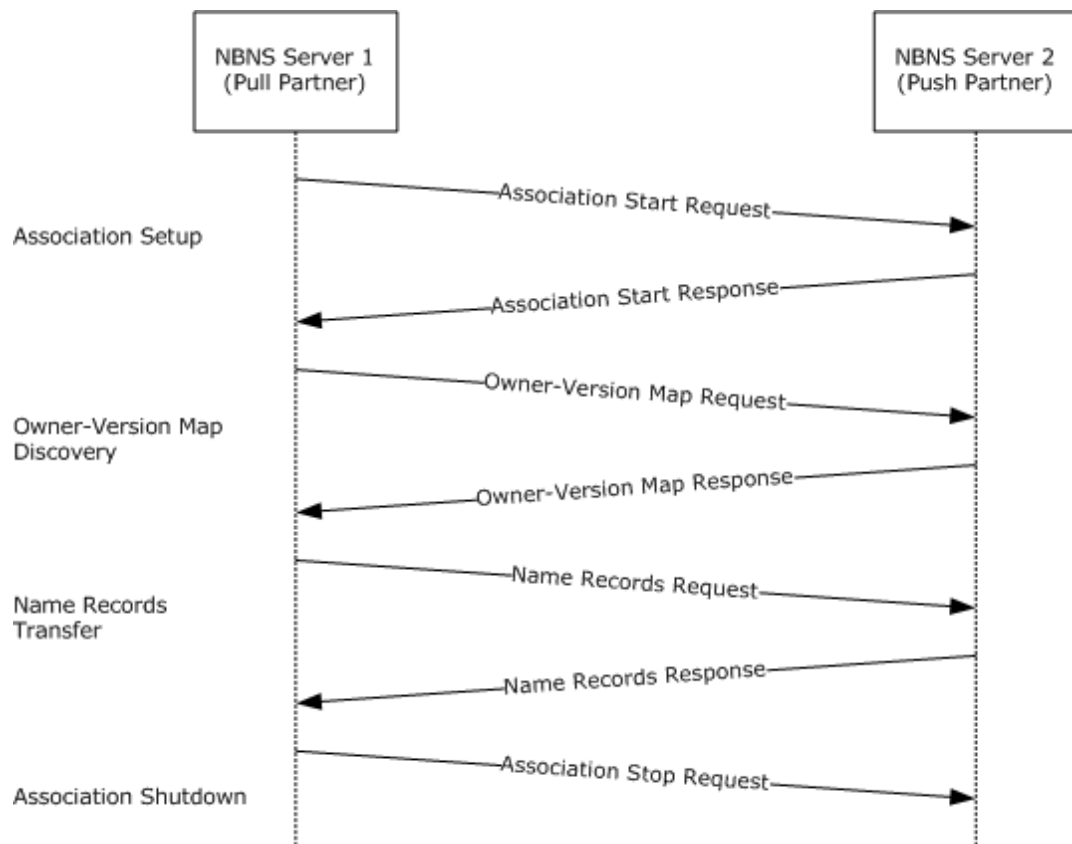 NBNS Server 1
(Pull Partner)
NBNS Server 2
(Push Partner)
Association Start Request
Association Setup
Association Start Response
Owner-Version Map Request
Owner-Version Map
Discovery
Owner-Version Map Response
Name Records Request
Name Records
Transfer
Name Records Response
Association Stop Request
Association Shutdown